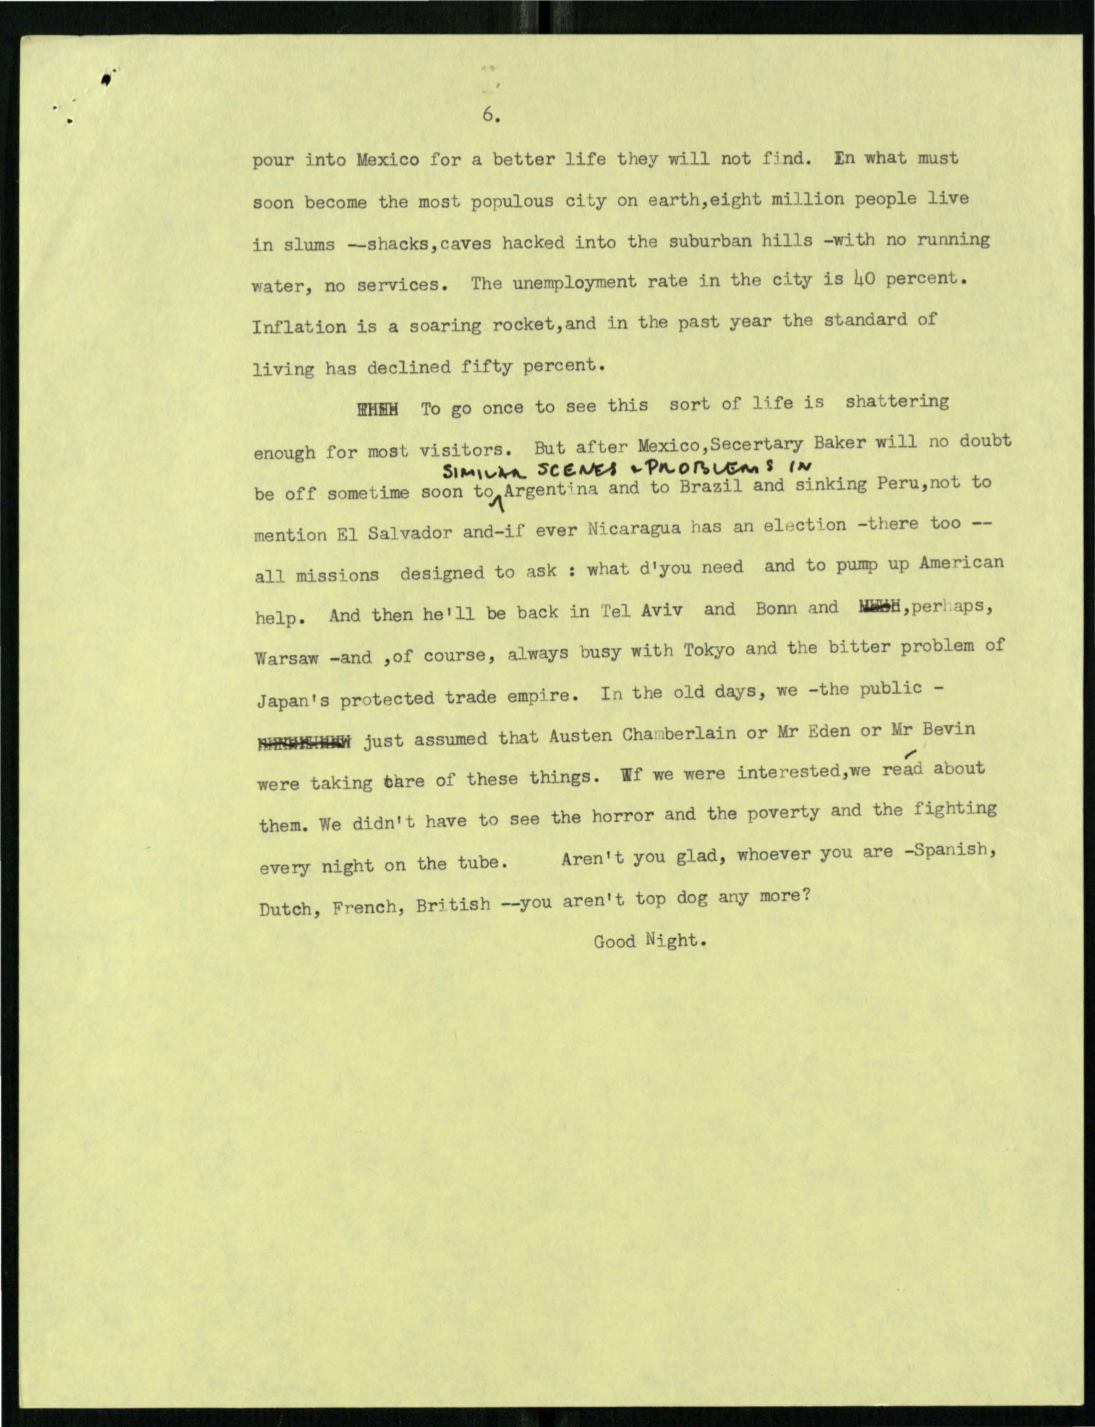 6.
pour into Mexico for a better life they will not find.  In what must
soon become the most populous city on earth,eight million people live
in slums --shacks,caves hacked into the suburban hills -with no running
water, no services.  The unemployment rate in the city is 40 percent.
Inflation is a soaring rocket,and in the past year the standard of
living has declined fifty percent.
To go once to see this  sort of life is  shattering
enough for most visitors.  But after Mexico,Secertary Baker will no doubt
SIMILAR SCENES & PROBLEMS IN
be off sometime soon to Argentina and to Brazil and sinking Peru,not to
mention El Salvador and-if ever Nicaragua has an election -there too --
all missions  designed to ask : what d'you need  and to pump up American
help.  And then he'll be back in Tel Aviv  and  Bonn and  ,perhaps,
Warsaw -and ,of course, always busy with Tokyo and the bitter problem of
Japan's protected trade empire.  In the old days, we -the public -
just assumed that Austen Chamberlain or Mr Eden or Mr Bevin
were taking care of these things.  If we were interested,we read about
them. We didn't have to see the horror and the poverty and the fighting
every night on the tube.     Aren't you glad, whoever you are -Spanish,
Dutch, French, British --you aren't top dog any more?
Good Night.